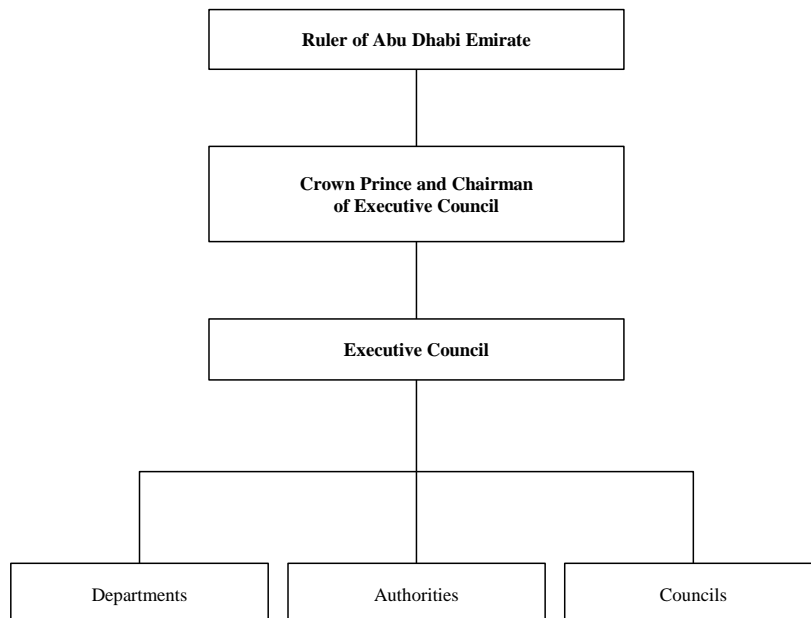 Ruler of Abu Dhabi Emirate
Crown Prince and Chairman
of Executive Council
Executive Council
Departments
Authorities
Councils